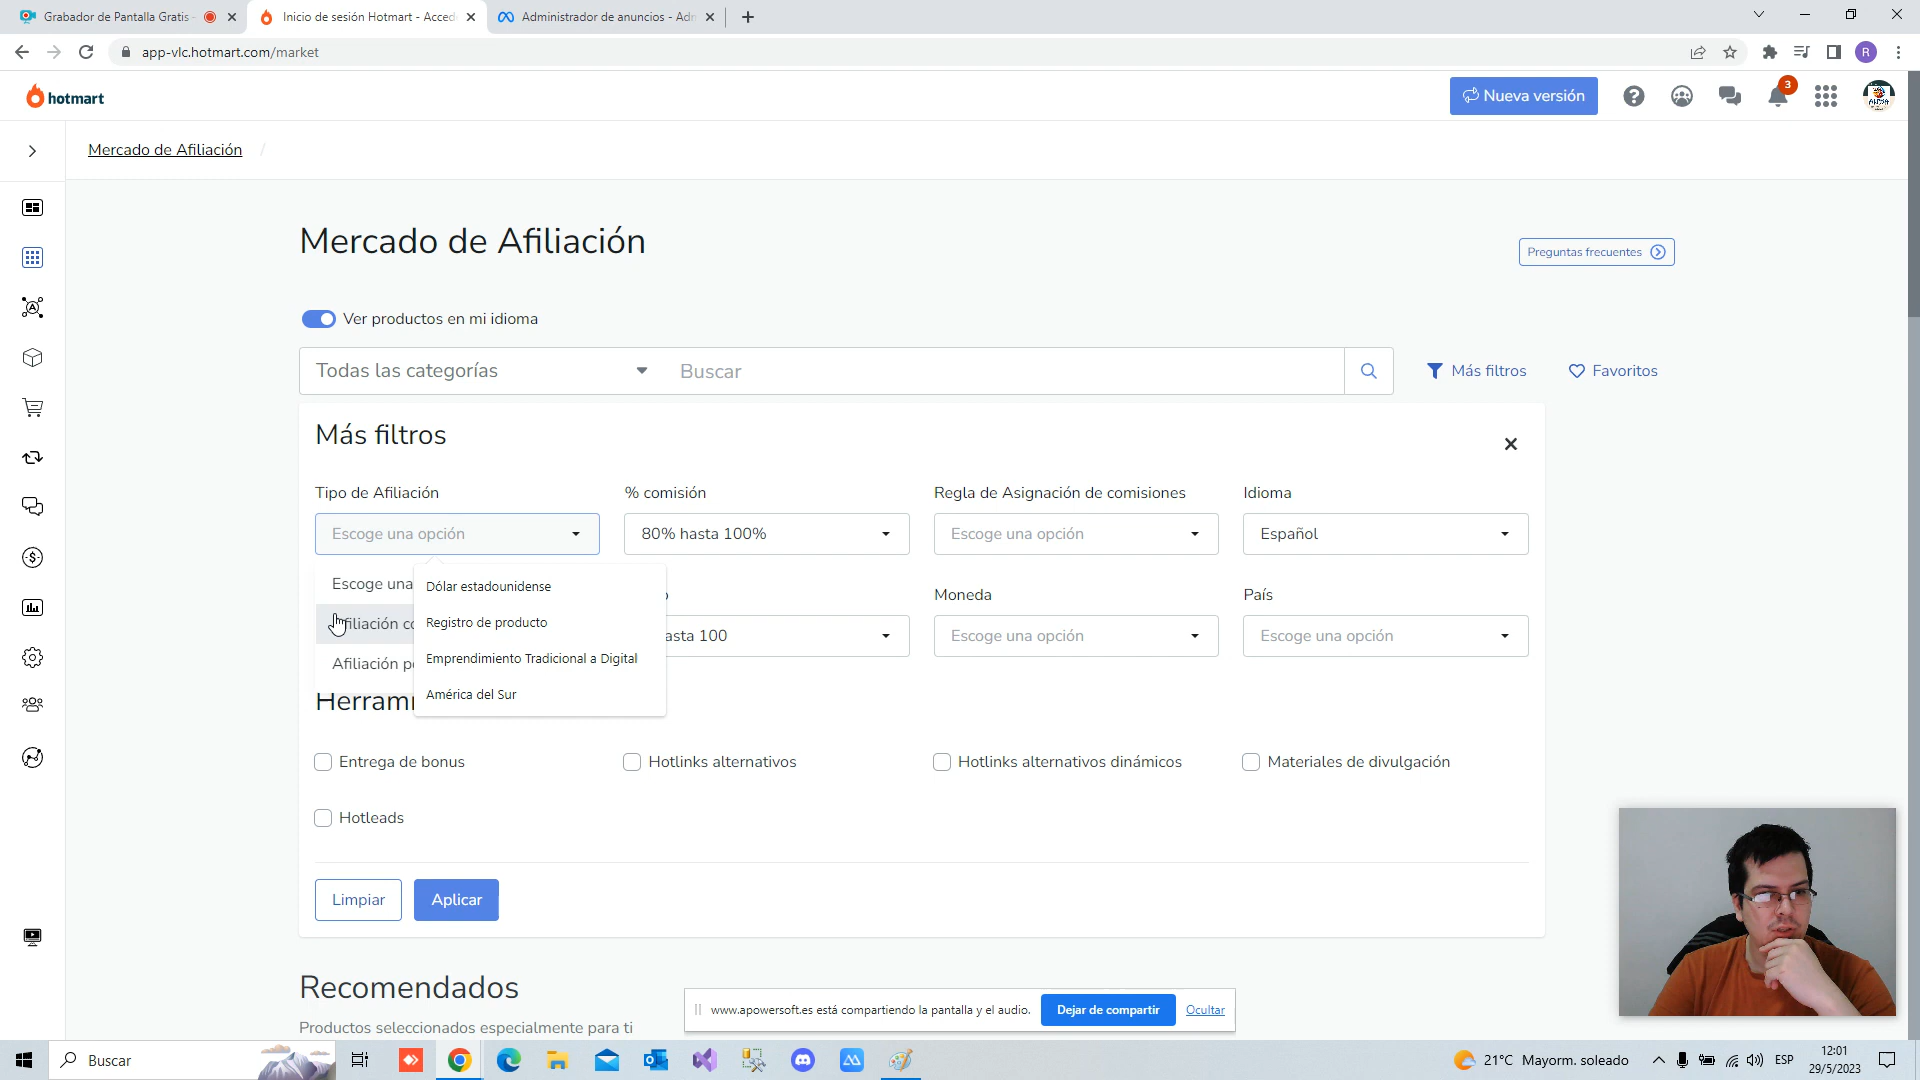 Grabador de Pantalla Gratis
Inicio de sesión Hotmart - Acced
Administrador de anuncios - Adm
app-vlc.hotmart.com/market
R
hotmart
Nueva versión
3
Mercado de Afiliación /
Mercado de Afiliación
Preguntas frecuentes
Ver productos en mi idioma
Todas las categorías
Buscar
Más filtros
Favoritos
Más filtros
Tipo de Afiliación
% comisión
Regla de Asignación de comisiones
Idioma
Escoge una opción
80% hasta 100%
Escoge una opción
Español
Escoge una
Dólar estadounidense
Moneda
País
filiación co
Registro de producto
asta 100
Escoge una opción
Escoge una opción
Afiliación po
Emprendimiento Tradicional a Digital
América del Sur
Herram
Entrega de bonus
Hotlinks alternativos
Hotlinks alternativos dinámicos
Materiales de divulgación
Hotleads
Limpiar
Aplicar
Recomendados
Productos seleccionados especialmente para ti
www.apowersoft.es está compartiendo la pantalla y el audio.
Dejar de compartir
Ocultar
Buscar
21°C Mayorm. soleado
ESP
12:01
29/5/2023